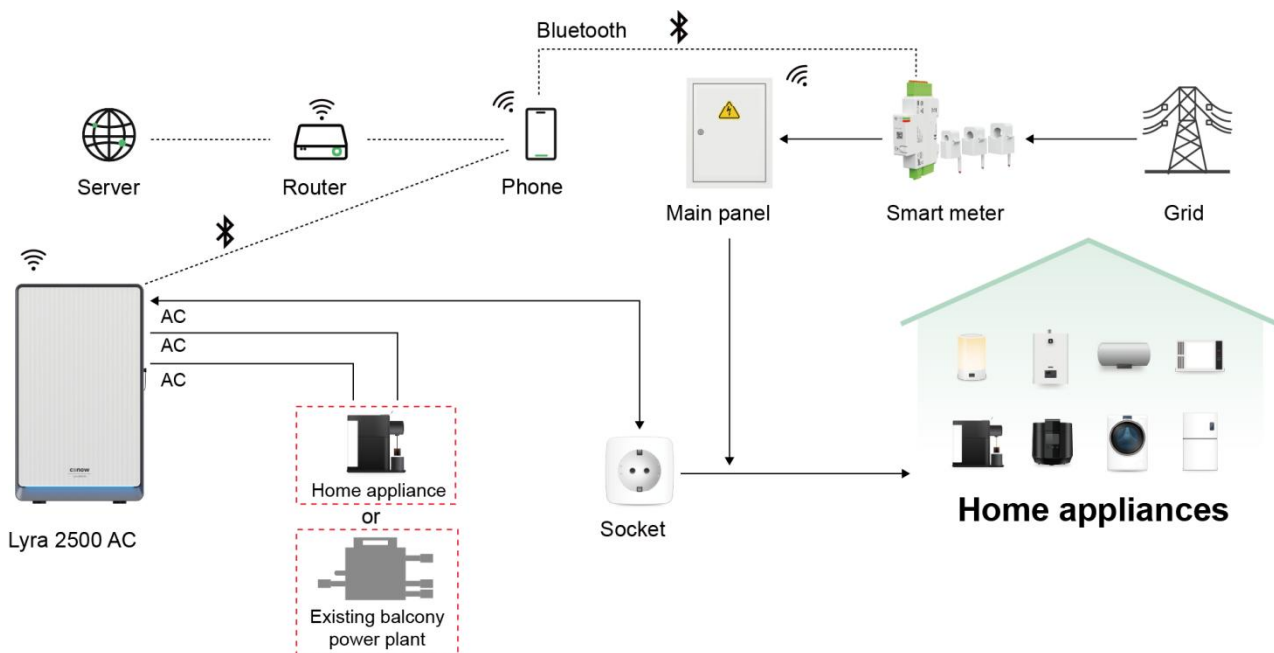 Bluetooth
Server
Router
Phone
Main panel
Smart meter
Grid
AC
AC
AC
conow
Lyra 2500 AC
Home appliance
or
Existing balcony
power plant
Socket
Home appliances